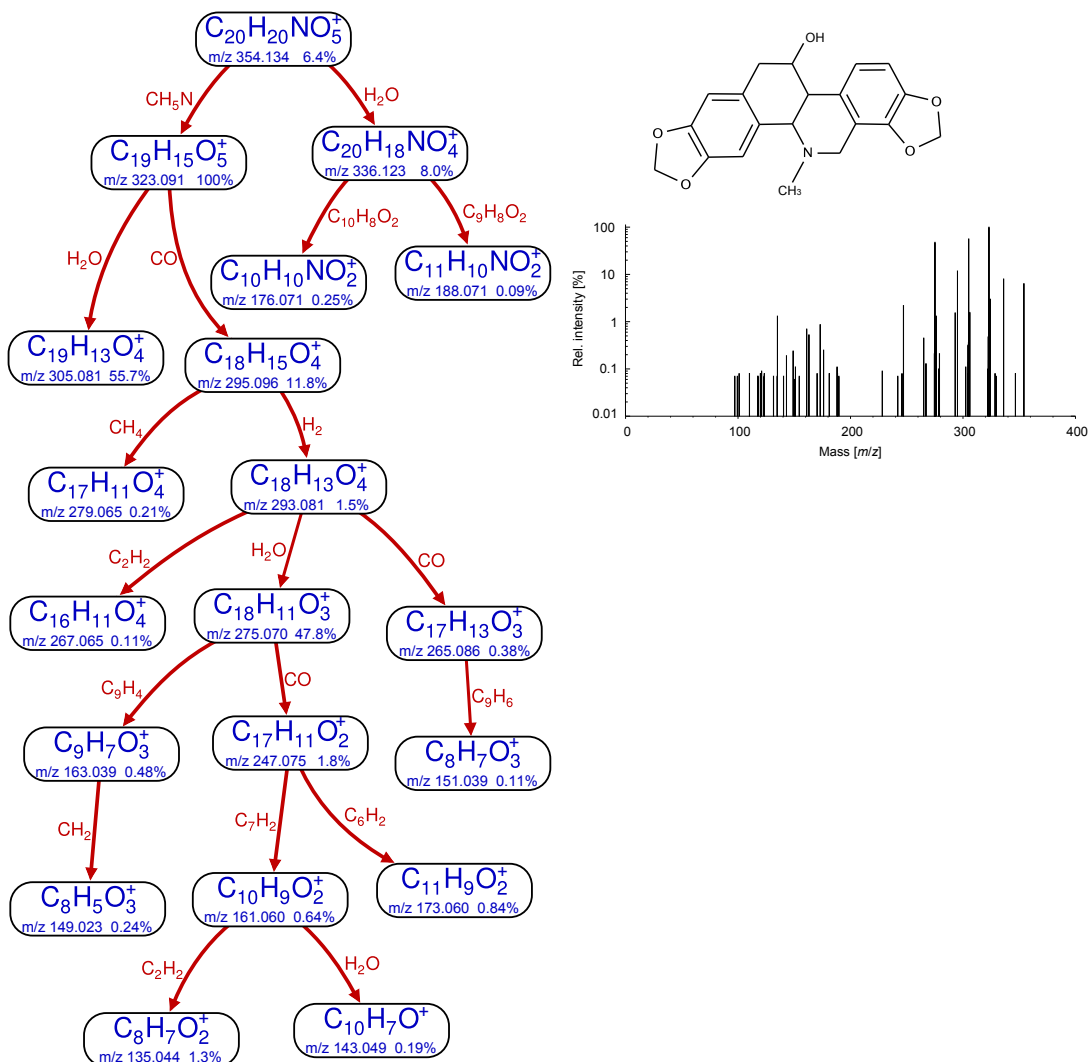 C20H20NO5+
m/z 354.134 6.4%
CH5N
H2O
C19H15O5+
m/z 323.091 100%
C20H18NO4+
m/z 336.123 8.0%
H2O
CO
C10H8O2
C9H8O2
C10H10NO2+
m/z 176.071 0.25%
C11H10NO2+
m/z 188.071 0.09%
C19H13O4+
m/z 305.081 55.7%
C18H15O4+
m/z 295.096 11.8%
CH4
H2
C17H11O4+
m/z 279.065 0.21%
C18H13O4+
m/z 293.081 1.5%
C2H2
H2O
CO
C16H11O4+
m/z 267.065 0.11%
C18H11O3+
m/z 275.070 47.8%
C17H13O3+
m/z 265.086 0.38%
C9H4
CO
C9H6
C9H7O3+
m/z 163.039 0.48%
C17H11O2+
m/z 247.075 1.8%
C8H7O3+
m/z 151.039 0.11%
CH2
C7H2
C6H2
C8H5O3+
m/z 149.023 0.24%
C10H9O2+
m/z 161.060 0.64%
C11H9O2+
m/z 173.060 0.84%
C2H2
H2O
C8H7O2+
m/z 135.044 1.3%
C10H7O+
m/z 143.049 0.19%
OH
O
O
O
O
N
CH3
Rel. intensity [%]
100
10
1
0.1
0.01
0 100 200 300 400
Mass [m/z]